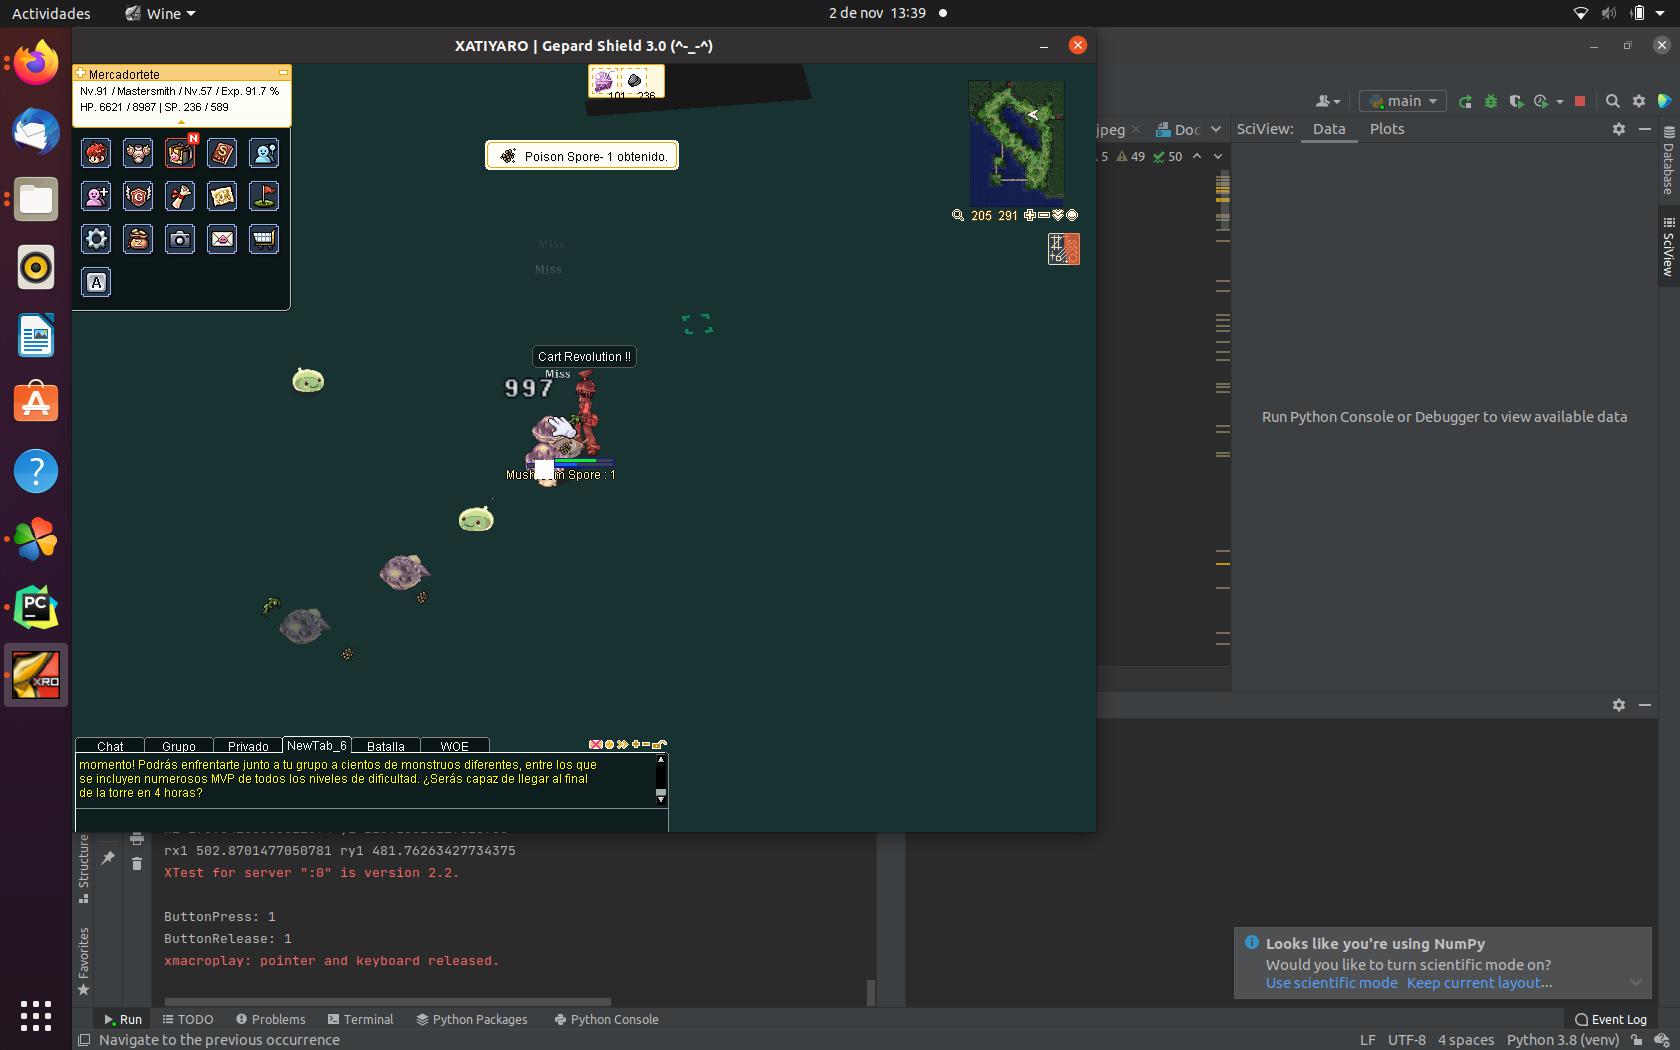 Actividades
Wine
2 de nov 13:39
XATIYARO | Gepard Shield 3.0 (^-_-^)
Mercadortete
Nv.91 / Mastersmith / Nv.57 / Exp. 91.7 %
HP. 6621 / 8987 | SP. 236 / 589
N
101 236
Poison Spore- 1 obtenido.
205 291
Miss
Miss
Cart Revolution !!
Miss
997
Spore : 1
A
Chat Grupo Privado NewTab_6 Batalla WOE
momento! Podrás enfrentarte junto a tu grupo a cientos de monstruos diferentes, entre los que
se incluyen numerosos MVP de todos los niveles de dificultad. ¿Serás capaz de llegar al final
de la torre en 4 horas?
main
jpeg Doc
SciView: Data Plots
5 49 50
Database
SciView
Run Python Console or Debugger to view available data
PC
XRO
Structure
Favorites
rx1 502.8701477050781 ry1 481.76263427734375
XTest for server ":0" is version 2.2.
ButtonPress: 1
ButtonRelease: 1
xmacroplay: pointer and keyboard released.
Looks like you're using NumPy
Would you like to turn scientific mode on?
Use scientific mode Keep current layout...
Run TODO Problems Terminal Python Packages Python Console
Event Log
Navigate to the previous occurrence
LF UTF-8 4 spaces Python 3.8 (venv)